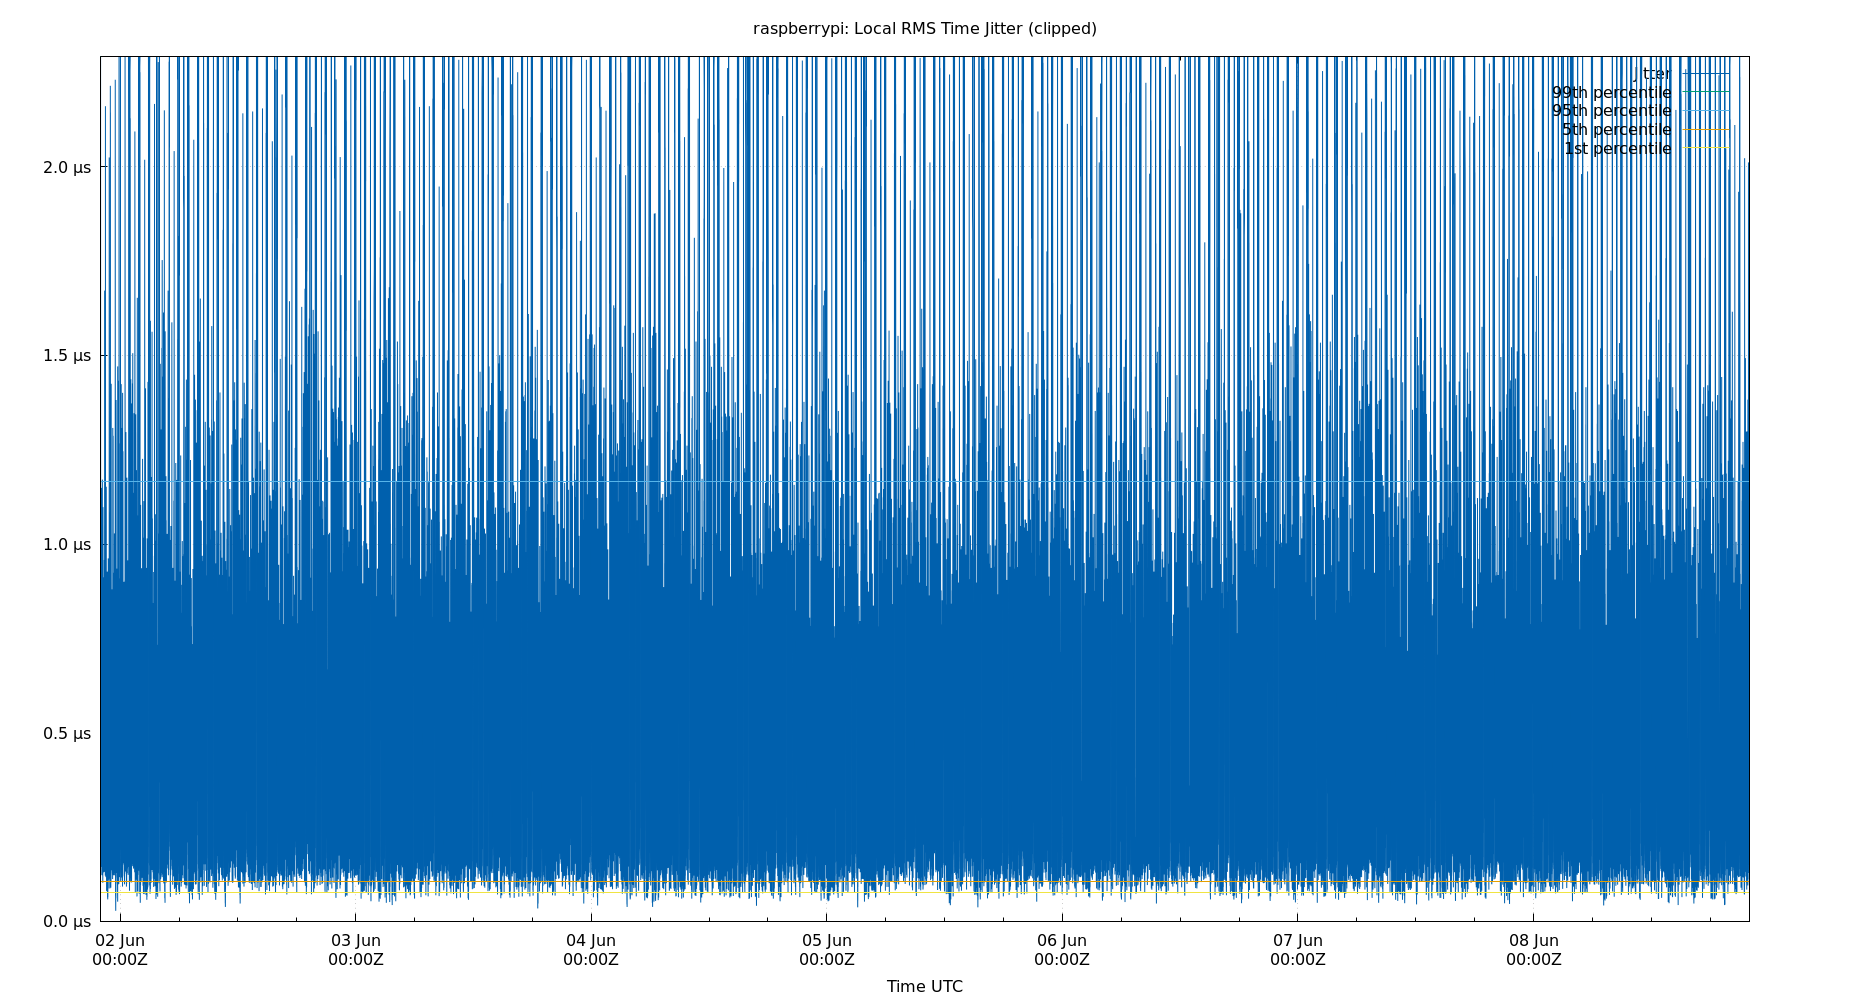 raspberrypi: Local RMS Time Jitter (clipped)
jitter
99th percentile
95th percentile
5th percentile
1st percentile
2.0 µs
1.5 µs
1.0 µs
0.5 µs
0.0 µs
02 Jun 03 Jun 04 Jun 05 Jun 06 Jun 07 Jun 08 Jun
00:00Z 00:00Z 00:00Z 00:00Z 00:00Z 00:00Z 00:00Z
Time UTC